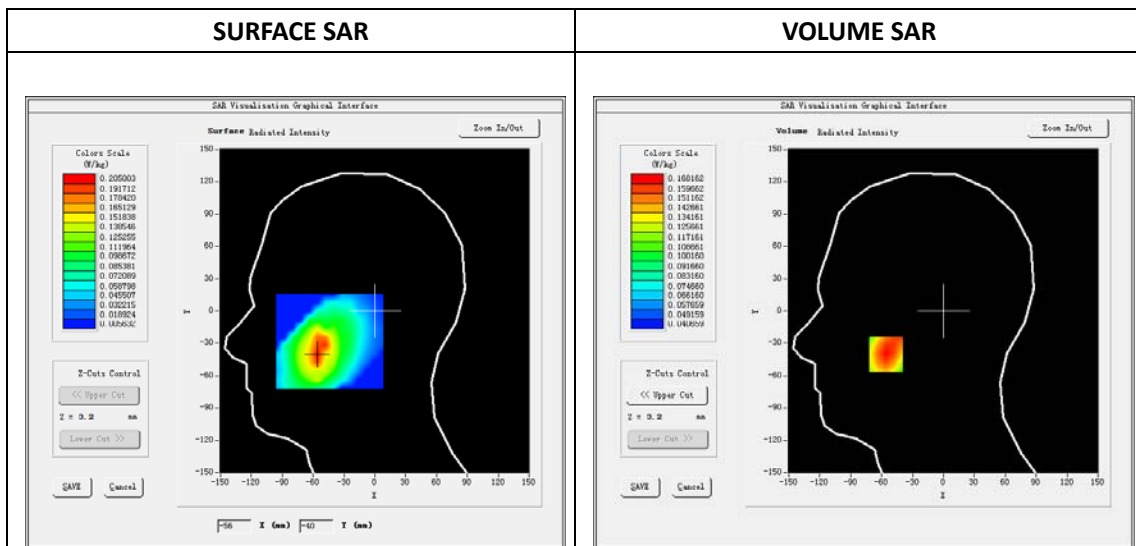 SURFACE SAR
VOLUME SAR
SAR Visualisation Graphical Interface
Surface Radiated Intensity
Zoom In/Out
Colors Scale
(W/kg)
0.205003
0.191712
0.178420
0.165129
0.151838
0.138546
0.125255
0.111964
0.098672
0.085381
0.072089
0.058798
0.045507
0.032215
0.018924
0.005632
Z-Cuts Control
<< Upper Cut
Z = mm
Lower Cut >>
SAVE
Cancel
150
120
90
60
30
0
-30
-60
-90
-120
-150
Y
-150 -120 -90 -60 -30 0 30 60 90 120 150
X
-56 X (mm) -40 Y (mm)
SAR Visualisation Graphical Interface
Volume Radiated Intensity
Zoom In/Out
Colors Scale
(W/kg)
0.168162
0.159662
0.151162
0.142661
0.134161
0.125661
0.117161
0.108661
0.100160
0.091660
0.083160
0.074660
0.066160
0.057659
0.049159
0.040659
Z-Cuts Control
<< Upper Cut
Z = mm
Lower Cut >>
SAVE
Cancel
150
120
90
60
30
0
-30
-60
-90
-120
-150
Y
-150 -120 -90 -60 -30 0 30 60 90 120 150
X